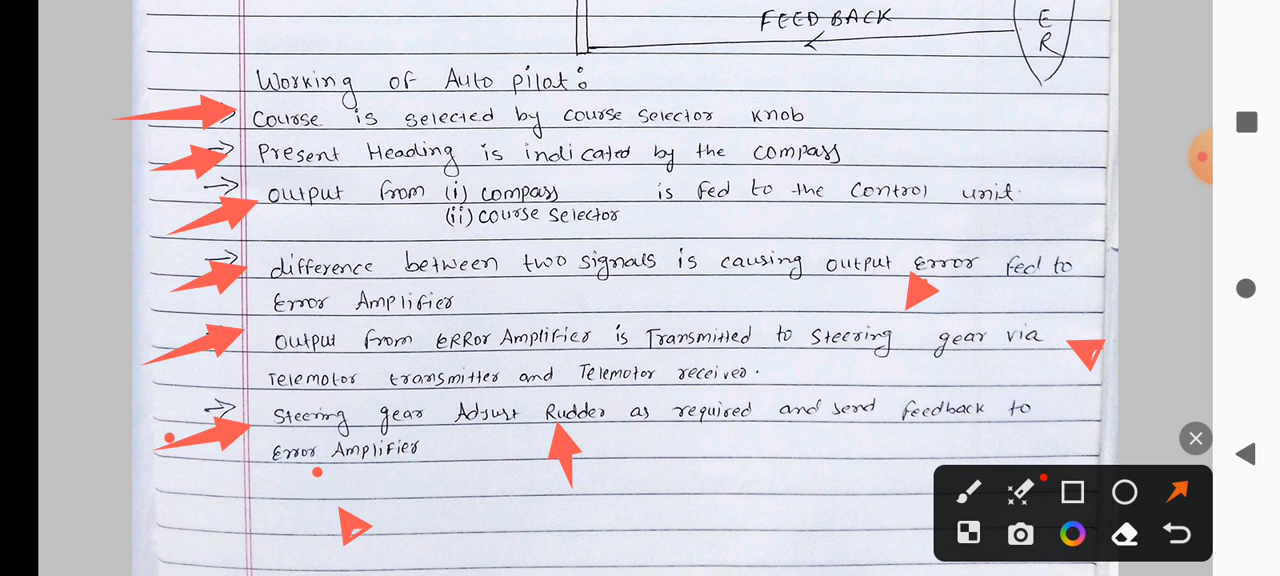 FEED BACK
E
R
Working of Auto pilot:
→ Course is selected by course selector knob
→ Present Heading is indicated by the compass
→ output from (i) compass is fed to the control unit.
(ii) course selector
→ difference between two signals is causing output error fed to
Error Amplifier
output from ERROR Amplifier is Transmitted to steering gear via
Telemotor transmitter and Telemotor receiver.
→ Steering gear Adjust Rudder as required and send feedback to
Error Amplifier